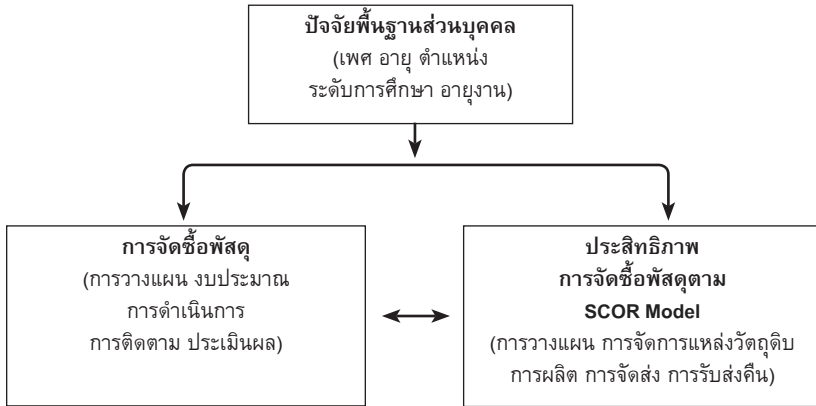 ปัจจัยพื้นฐานส่วนบุคคล
(เพศ อายุ ตำแหน่ง
ระดับการศึกษา อายุงาน)
การจัดซื้อพัสดุ
(การวางแผน งบประมาณ
การดำเนินการ
การติดตาม ประเมินผล)
ประสิทธิภาพ
การจัดซื้อพัสดุตาม
SCOR Model
(การวางแผน การจัดการแหล่งวัตถุดิบ
การผลิต การจัดส่ง การรับส่งคืน)